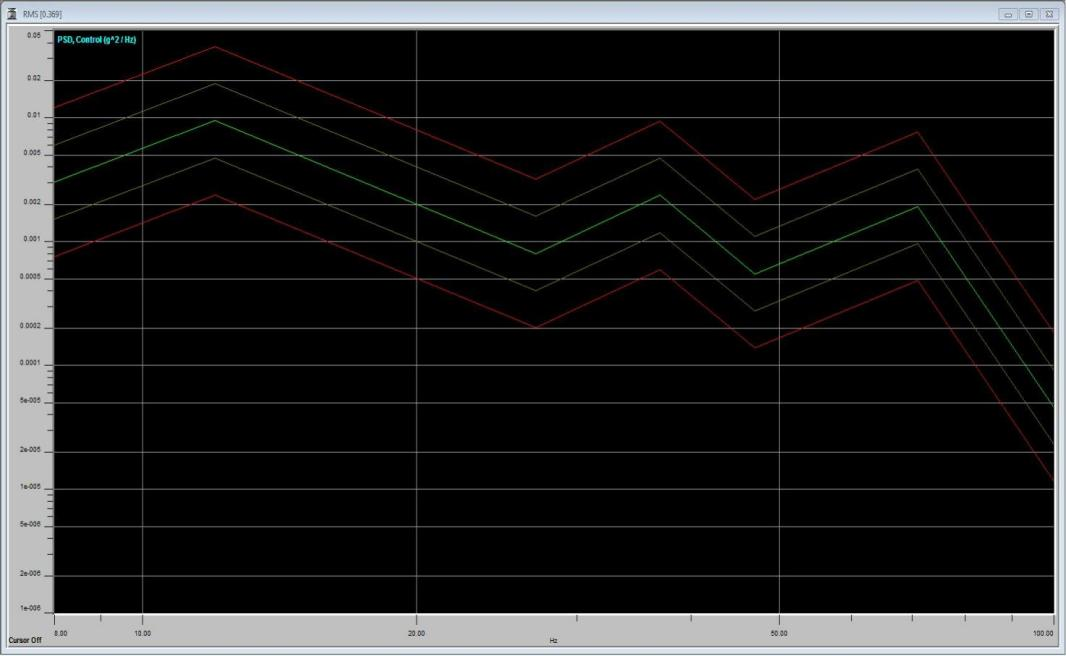 RMS [0.369]
PSD, Control (g^2 / Hz)
0.05
0.02
0.01
0.005
0.002
0.001
0.0005
0.0002
0.0001
5e-005
2e-005
1e-005
5e-006
2e-006
1e-006
8.00 10.00 20.00 Hz 50.00 100.00
Cursor Off